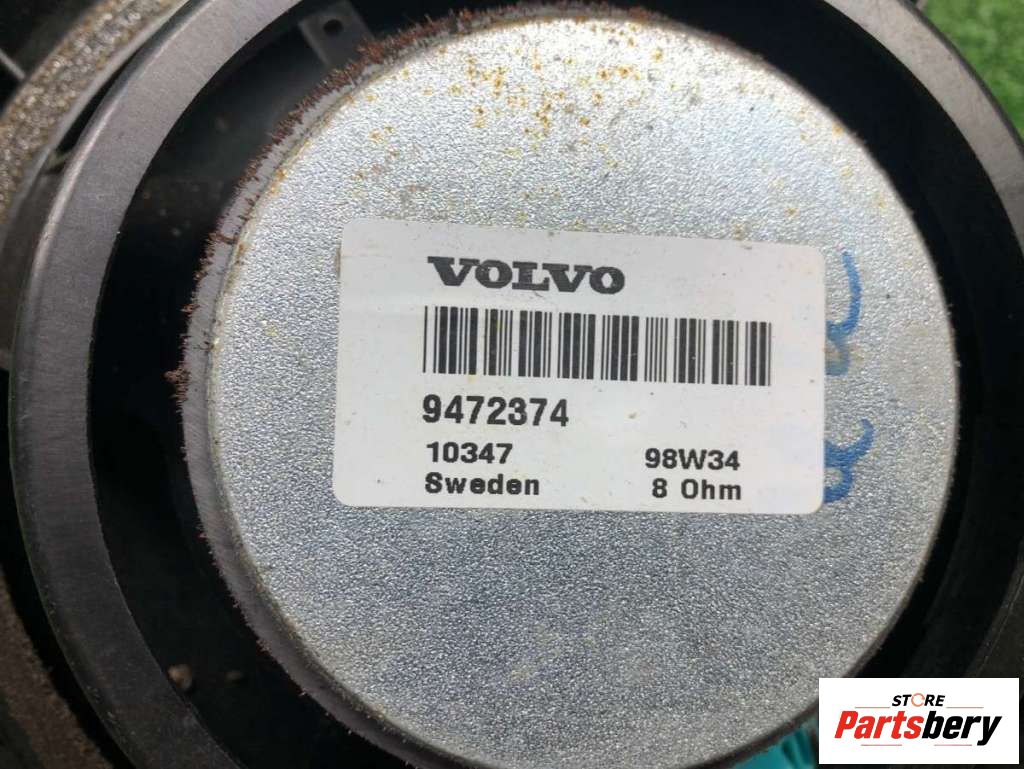 VOLVO
9472374
10347 98W34
Sweden 8 Ohm
STORE
Partsbery